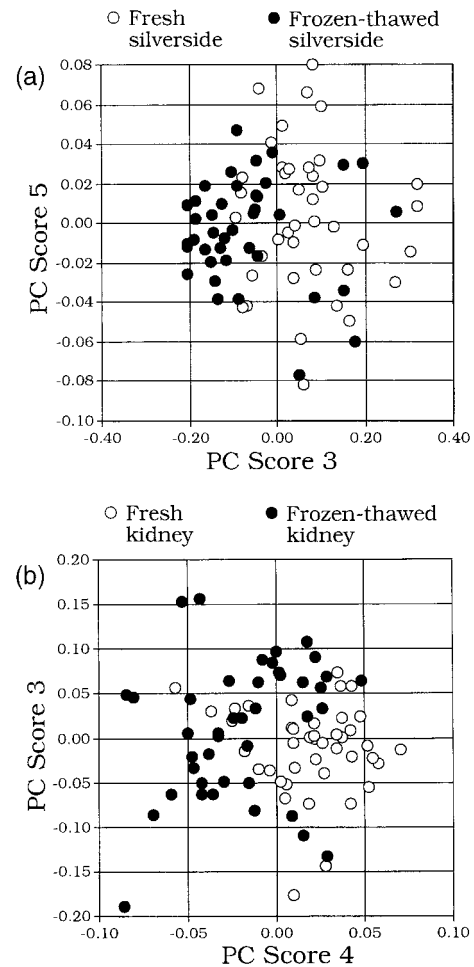 Fresh silverside
Frozen-thawed silverside
(a)
0.08
0.06
0.04
0.02
0.00
-0.02
-0.04
-0.06
-0.08
-0.10
PC Score 5
-0.40
-0.20
0.00
0.20
0.40
PC Score 3
Fresh kidney
Frozen-thawed kidney
(b)
0.20
0.15
0.10
0.05
0.00
-0.05
-0.10
-0.15
-0.20
PC Score 3
-0.10
-0.05
0.00
0.05
0.10
PC Score 4